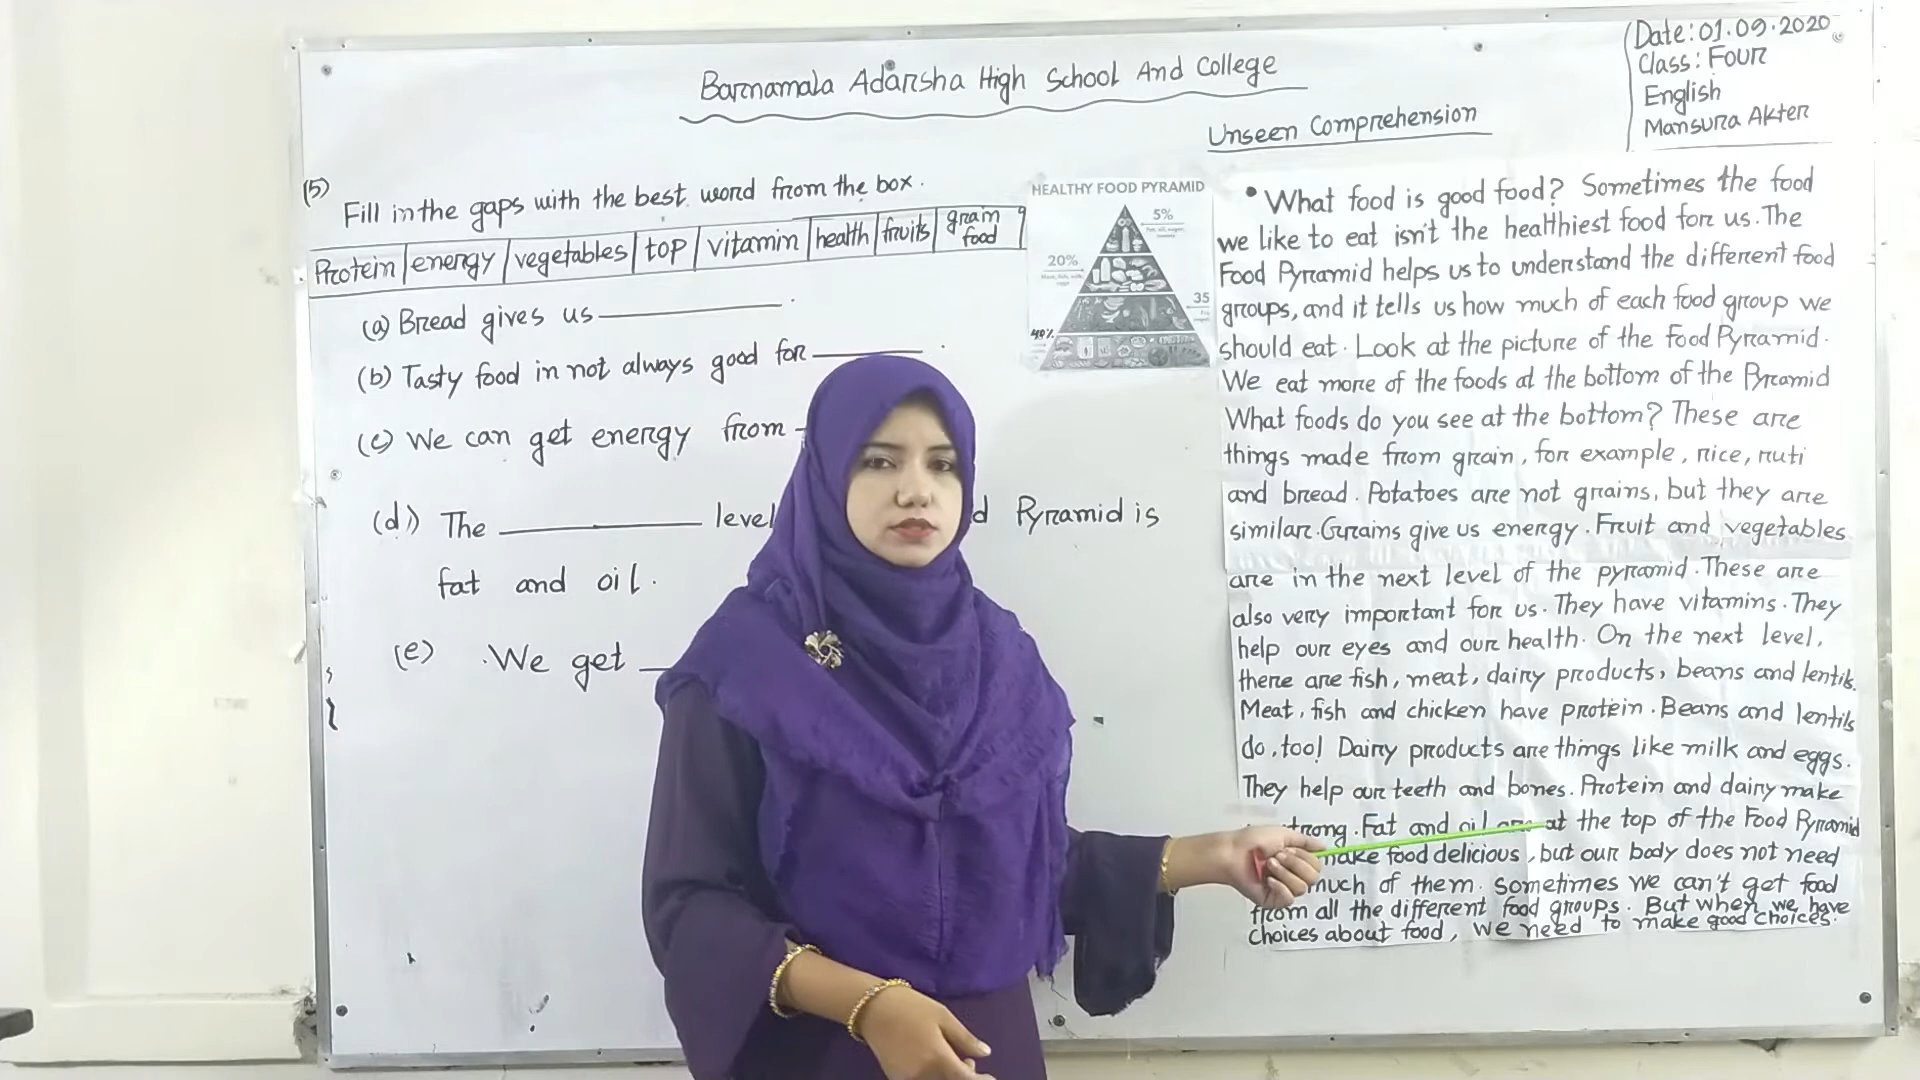 Barnamala Adarsha High School And College
Date: 01.09.2020
Class: Four
English
Mansura Akter
Unseen Comprehension
(5) Fill in the gaps with the best word from the box.
Protein energy vegetables top vitamin health fruits grain food
(a) Bread gives us
(b) Tasty food in not always good for
(c) We can get energy from
(d) The level Pyramid is
fat and oil.
(e) We get
HEALTHY FOOD PYRAMID
5%
20%
35
40%
• What food is good food? Sometimes the food
we like to eat isn't the healthiest food for us. The
Food Pyramid helps us to understand the different food
groups, and it tells us how much of each food group we
should eat. Look at the picture of the Food Pyramid.
We eat more of the foods at the bottom of the Pyramid
What foods do you see at the bottom? These are
things made from grain, for example, rice, ruti
and bread. Potatoes are not grains, but they are
similar. Grains give us energy. Fruit and vegetables
are in the next level of the pyramid. These are
also very important for us. They have vitamins. They
help our eyes and our health. On the next level,
there are fish, meat, dairy products, beans and lentils.
Meat, fish and chicken have protein. Beans and lentils
do, too! Dairy products are things like milk and eggs.
They help our teeth and bones. Protein and dairy make
strong. Fat and oil are at the top of the Food Pyramid
make food delicious, but our body does not need
much of them. Sometimes we can't get food
from all the different food groups. But when we have
choices about food, we need to make good choices.